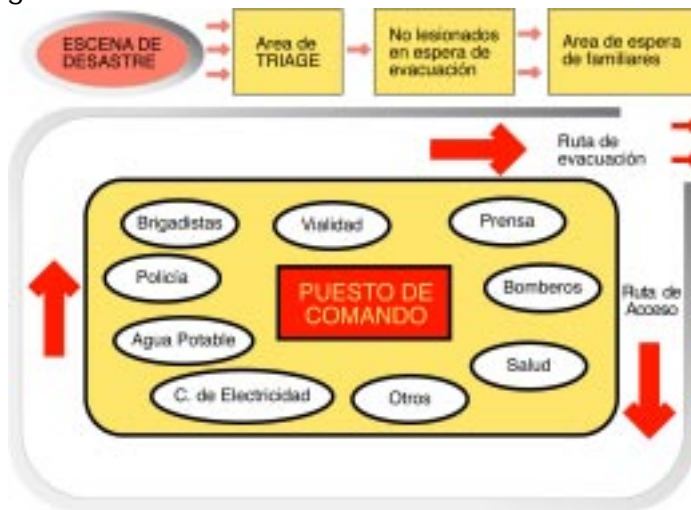 ESCENA DE
DESASTRE
Area de
TRIAGE
No lesionados
en espera de
evacuación
Area de espera
de familiares
Ruta de
evacuación
Brigadistas
Vialidad
Prensa
Policía
PUESTO DE
COMANDO
Bomberos
Ruta de
Acceso
Agua Potable
Salud
C. de Electricidad
Otros